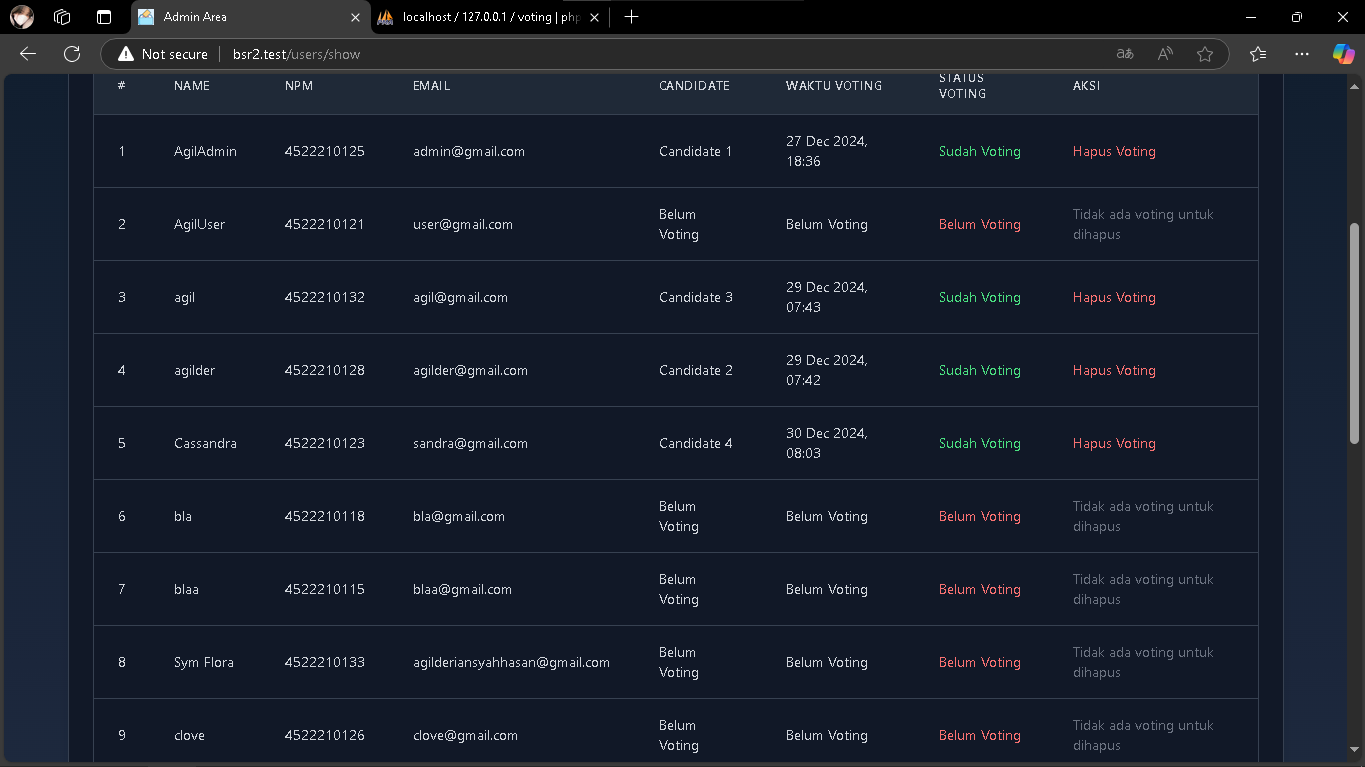 Admin Area
localhost / 127.0.0.1 / voting | php
Not secure
bsr2.test/users/show
# NAME NPM EMAIL CANDIDATE WAKTU VOTING STATUS VOTING AKSI
1 AgilAdmin 4522210125 admin@gmail.com Candidate 1 27 Dec 2024, 18:36 Sudah Voting Hapus Voting
2 AgilUser 4522210121 user@gmail.com Belum Voting Belum Voting Belum Voting Tidak ada voting untuk dihapus
3 agil 4522210132 agil@gmail.com Candidate 3 29 Dec 2024, 07:43 Sudah Voting Hapus Voting
4 agilder 4522210128 agilder@gmail.com Candidate 2 29 Dec 2024, 07:42 Sudah Voting Hapus Voting
5 Cassandra 4522210123 sandra@gmail.com Candidate 4 30 Dec 2024, 08:03 Sudah Voting Hapus Voting
6 bla 4522210118 bla@gmail.com Belum Voting Belum Voting Belum Voting Tidak ada voting untuk dihapus
7 blaa 4522210115 blaa@gmail.com Belum Voting Belum Voting Belum Voting Tidak ada voting untuk dihapus
8 Sym Flora 4522210133 agilderiansyahhasan@gmail.com Belum Voting Belum Voting Belum Voting Tidak ada voting untuk dihapus
9 clove 4522210126 clove@gmail.com Belum Voting Belum Voting Belum Voting Tidak ada voting untuk dihapus